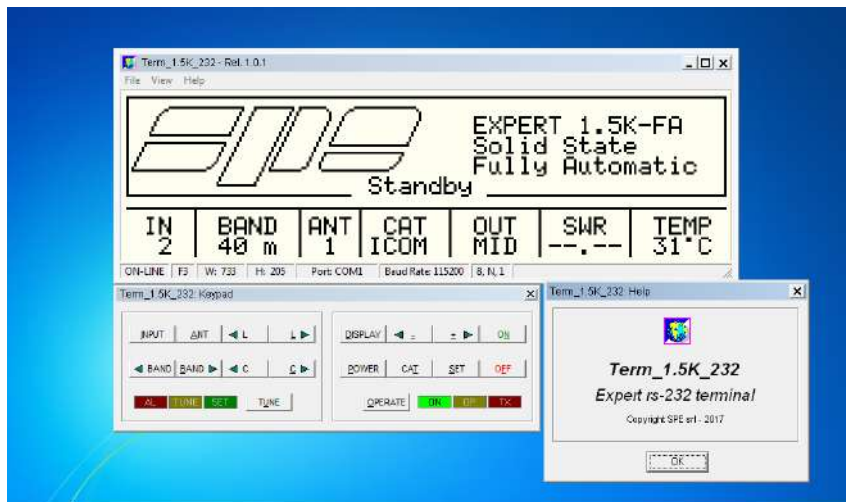 Term_1.5K_232 - Rel. 1.0.1
File View Help
spe
EXPERT 1.5K-FA
Solid State
Fully Automatic
Standby
IN BAND ANT CAT OUT SWR TEMP
2 40 m 1 ICOM MID --.-- 31°C
ON-LINE F3 W: 733 H: 205 Port: COM1 Baud Rate: 115200 8, N, 1
Term_1.5K_232: Keypad
INPUT ANT ◄ L L ► DISPLAY ◄ - + ► ON
◄ BAND BAND ► ◄ C C ► POWER CAT SET OFF
AL TUNE SET TUNE OPERATE ON OP TX
Term_1.5K_232: Help
Term_1.5K_232
Expert rs-232 terminal
Copyright SPE srl - 2017
OK